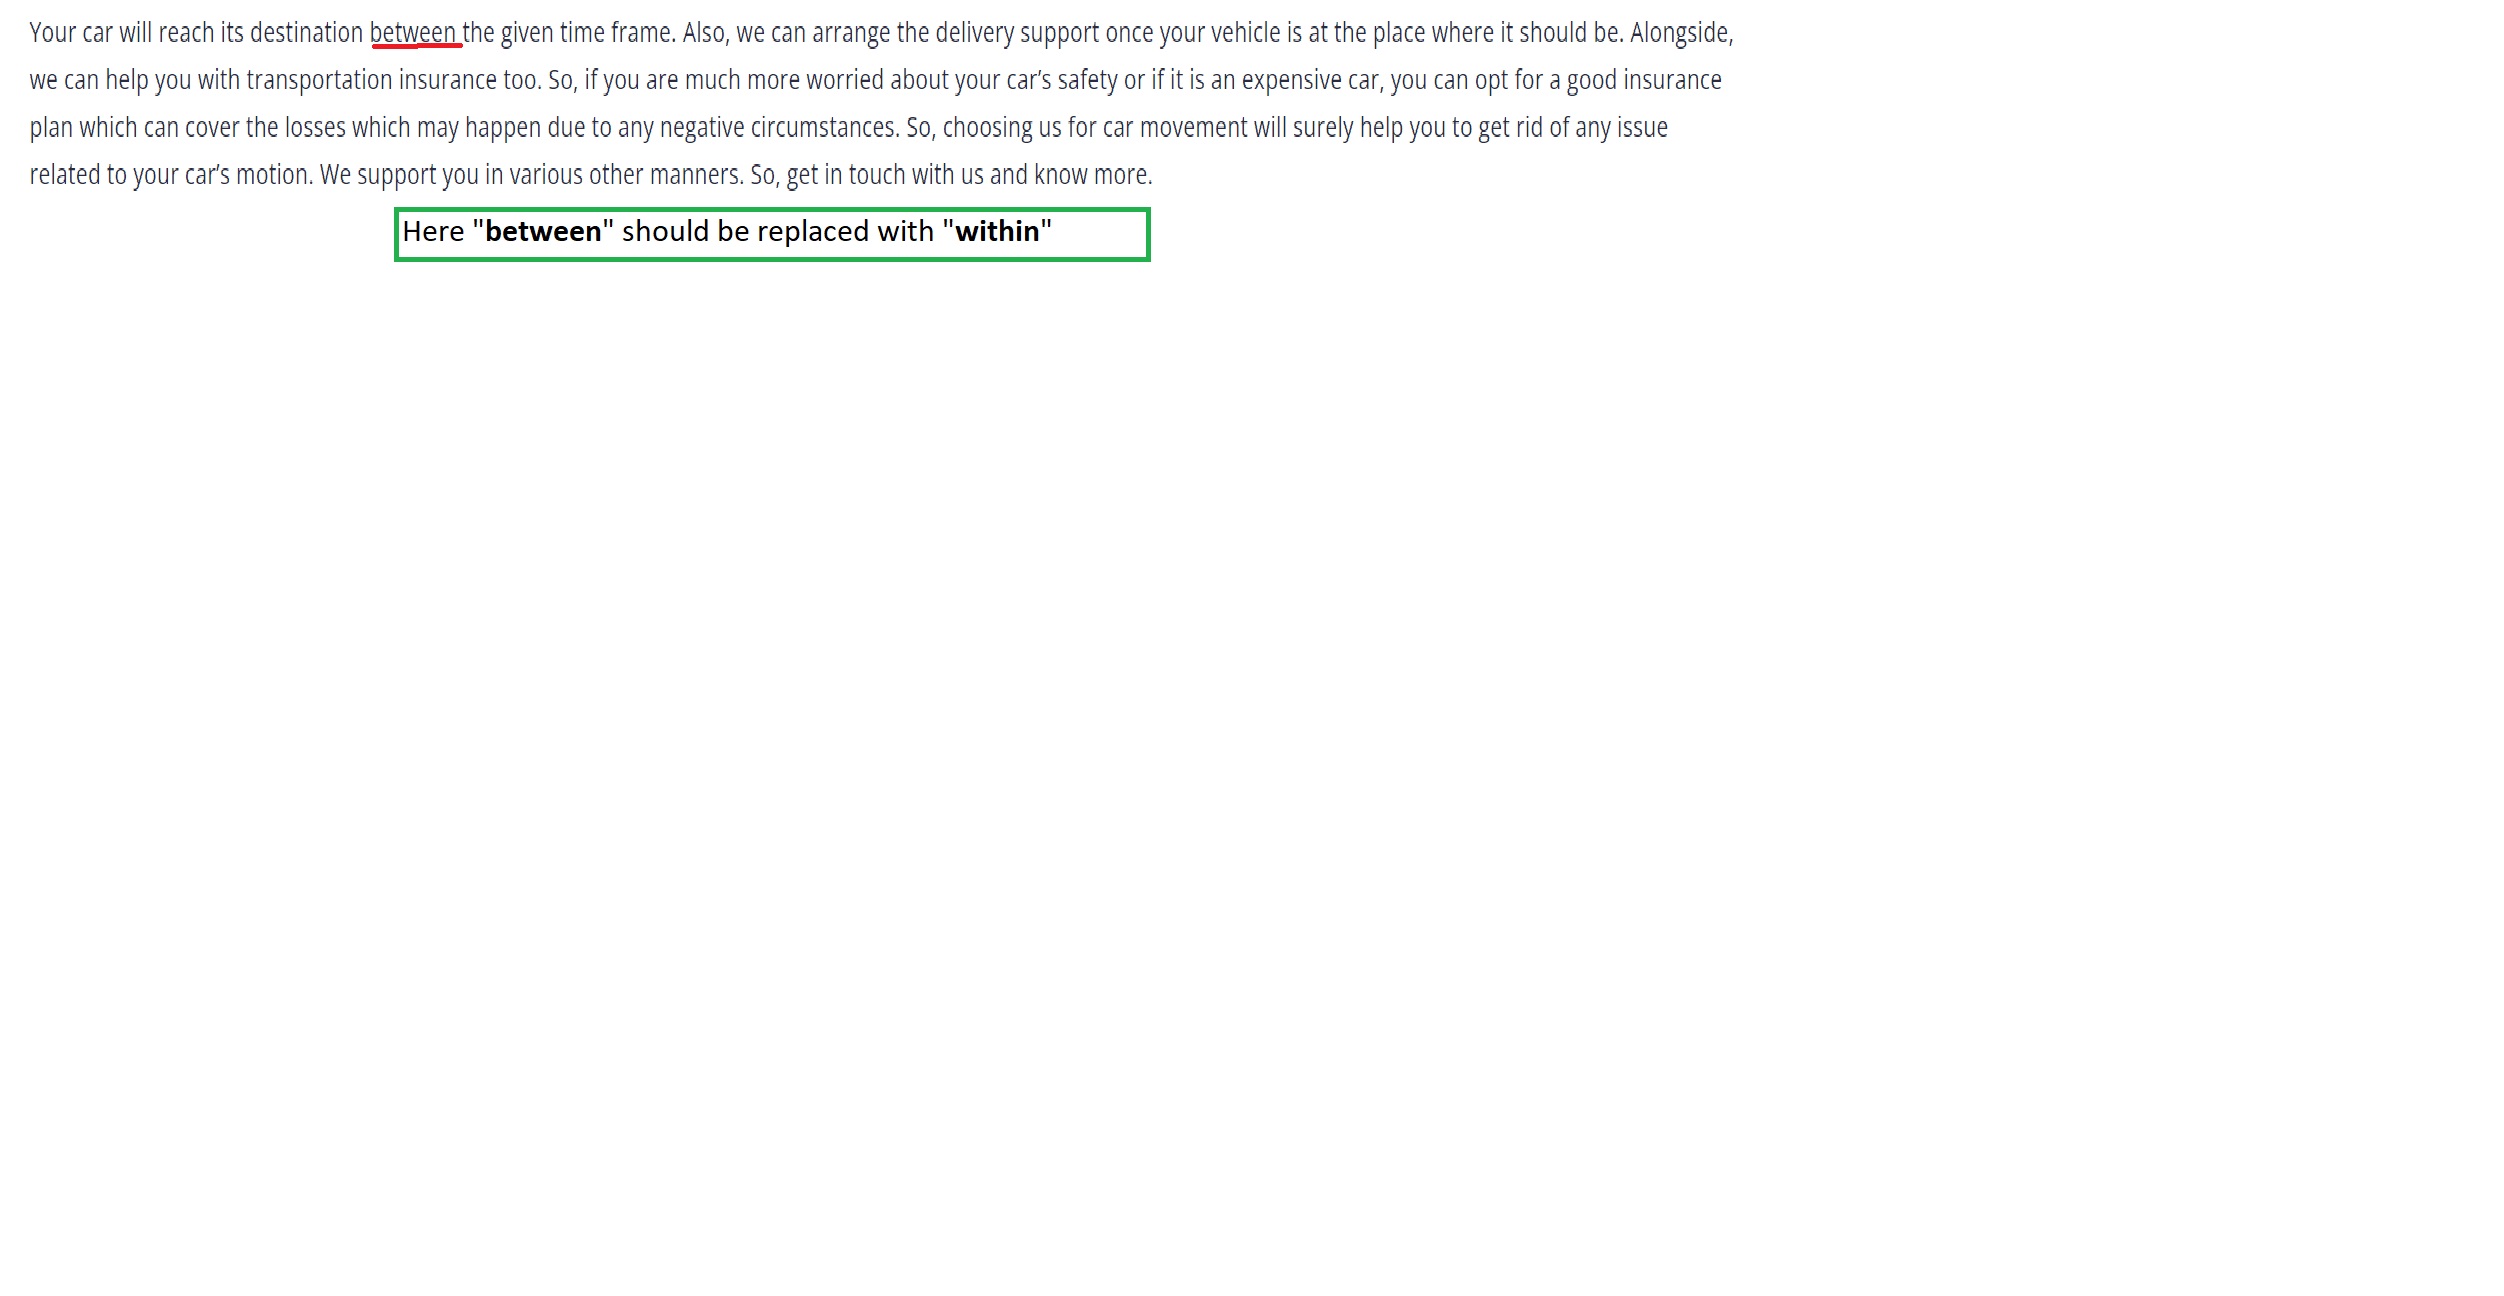 Your car will reach its destination between the given time frame. Also, we can arrange the delivery support once your vehicle is at the place where it should be. Alongside,
we can help you with transportation insurance too. So, if you are much more worried about your car’s safety or if it is an expensive car, you can opt for a good insurance
plan which can cover the losses which may happen due to any negative circumstances. So, choosing us for car movement will surely help you to get rid of any issue
related to your car’s motion. We support you in various other manners. So, get in touch with us and know more.
Here "between" should be replaced with "within"